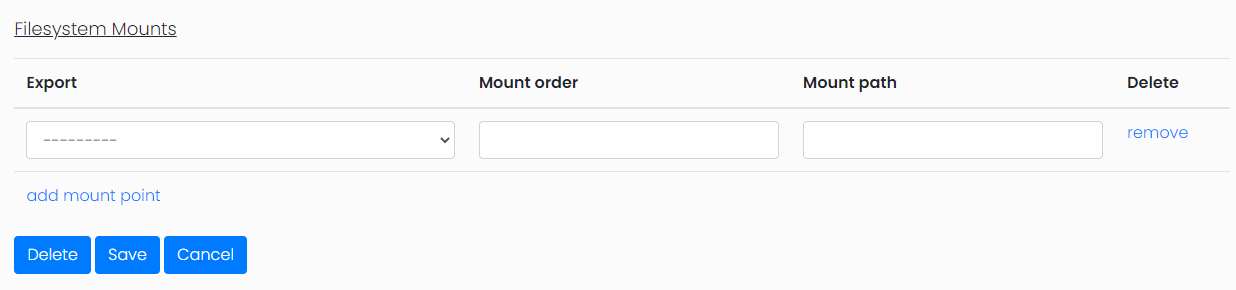 Filesystem Mounts
Export Mount order Mount path Delete
--------- remove
add mount point
Delete Save Cancel